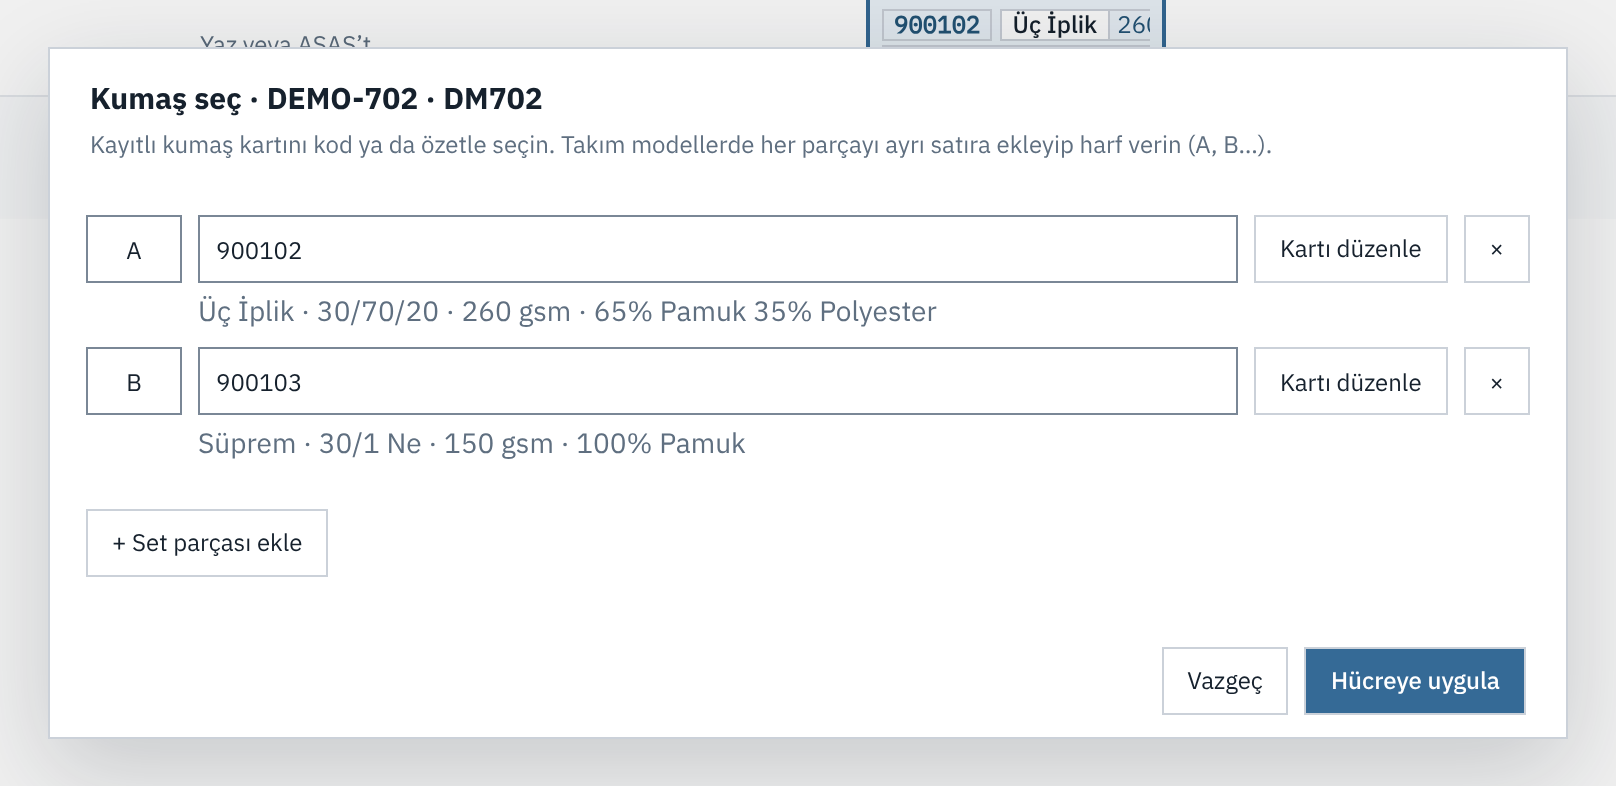 900102 Üç İplik
Kumaş seç · DEMO-702 · DM702
Kayıtlı kumaş kartını kod ya da özetle seçin. Takım modellerde her parçayı ayrı satıra ekleyip harf verin (A, B...).
A 900102 Kartı düzenle ×
Üç İplik · 30/70/20 · 260 gsm · 65% Pamuk 35% Polyester
B 900103 Kartı düzenle ×
Süprem · 30/1 Ne · 150 gsm · 100% Pamuk
+ Set parçası ekle
Vazgeç Hücreye uygula